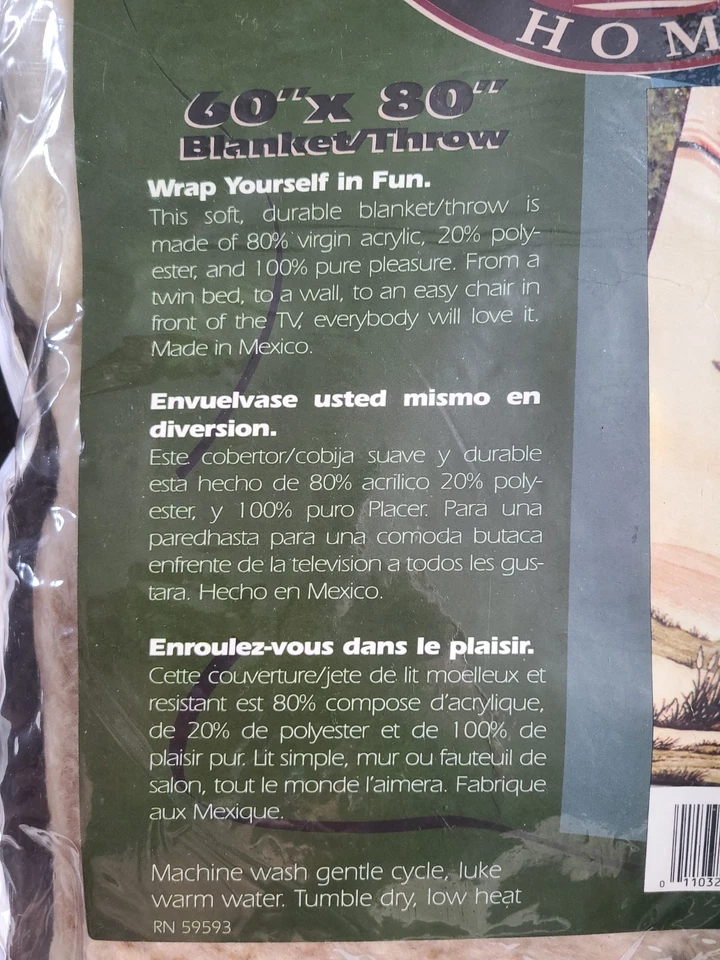 HOM
60"x 80"
Blanket/Throw
Wrap Yourself in Fun.
This soft, durable blanket/throw is
made of 80% virgin acrylic, 20% poly-
ester, and 100% pure pleasure. From a
twin bed, to a wall, to an easy chair in
front of the TV, everybody will love it.
Made in Mexico.
Envuelvase usted mismo en
diversion.
Este cobertor/cobija suave y durable
esta hecho de 80% acrilico 20% poly-
ester, y 100% puro Placer. Para una
paredhasta para una comoda butaca
enfrente de la television a todos les gus-
tara. Hecho en Mexico.
Enroulez-vous dans le plaisir.
Cette couverture/jete de lit moelleux et
resistant est 80% compose d'acrylique,
de 20% de polyester et de 100% de
plaisir pur. Lit simple, mur ou fauteuil de
salon, tout le monde l'aimera. Fabrique
aux Mexique.
Machine wash gentle cycle, luke
warm water. Tumble dry, low heat
RN 59593
0 11032